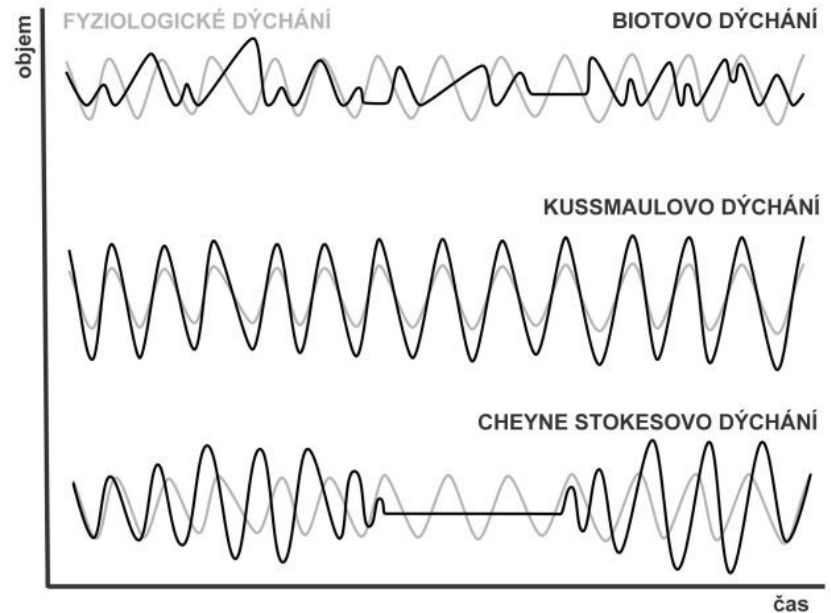 FYZIOLOGICKÉ DÝCHÁNÍ
BIOTOVO DÝCHÁNÍ
objem
KUSSMAULOVO DÝCHÁNÍ
CHEYNE STOKESOVO DÝCHÁNÍ
čas